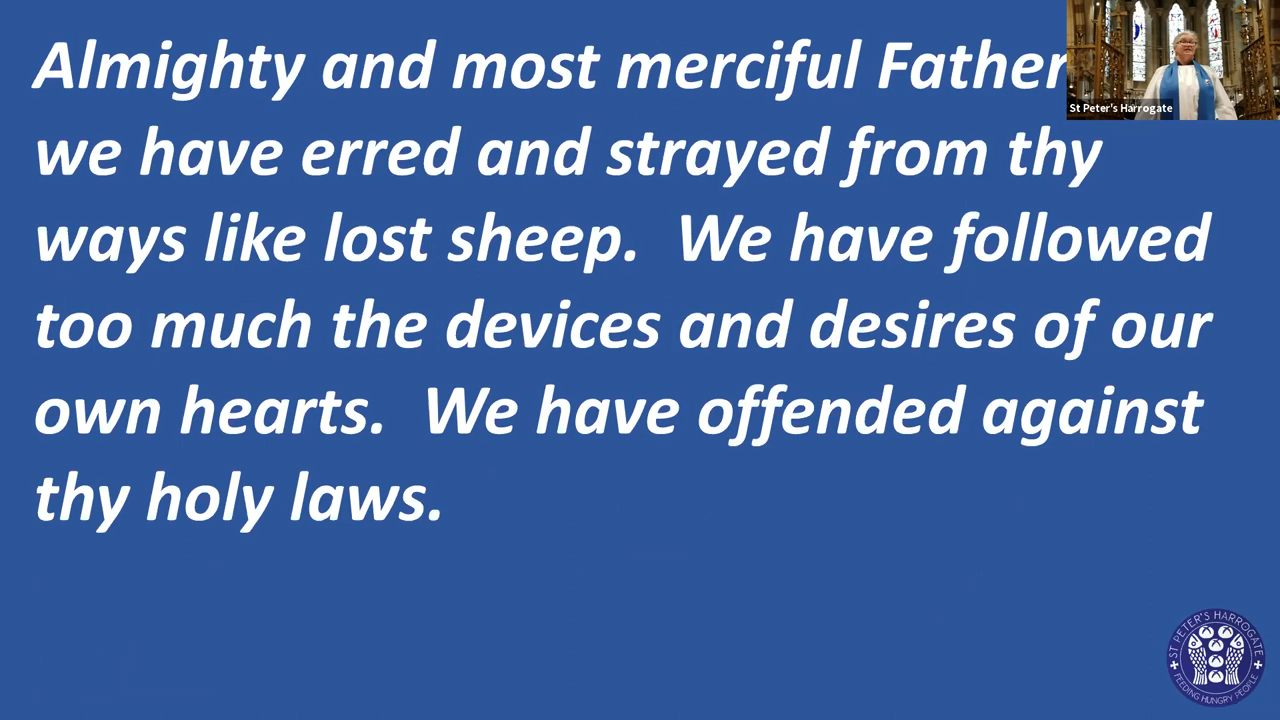 Almighty and most merciful Father
we have erred and strayed from thy
ways like lost sheep. We have followed
too much the devices and desires of our
own hearts. We have offended against
thy holy laws.
St Peter's Harrogate
ST PETER'S HARROGATE
FEEDING HUNGRY PEOPLE